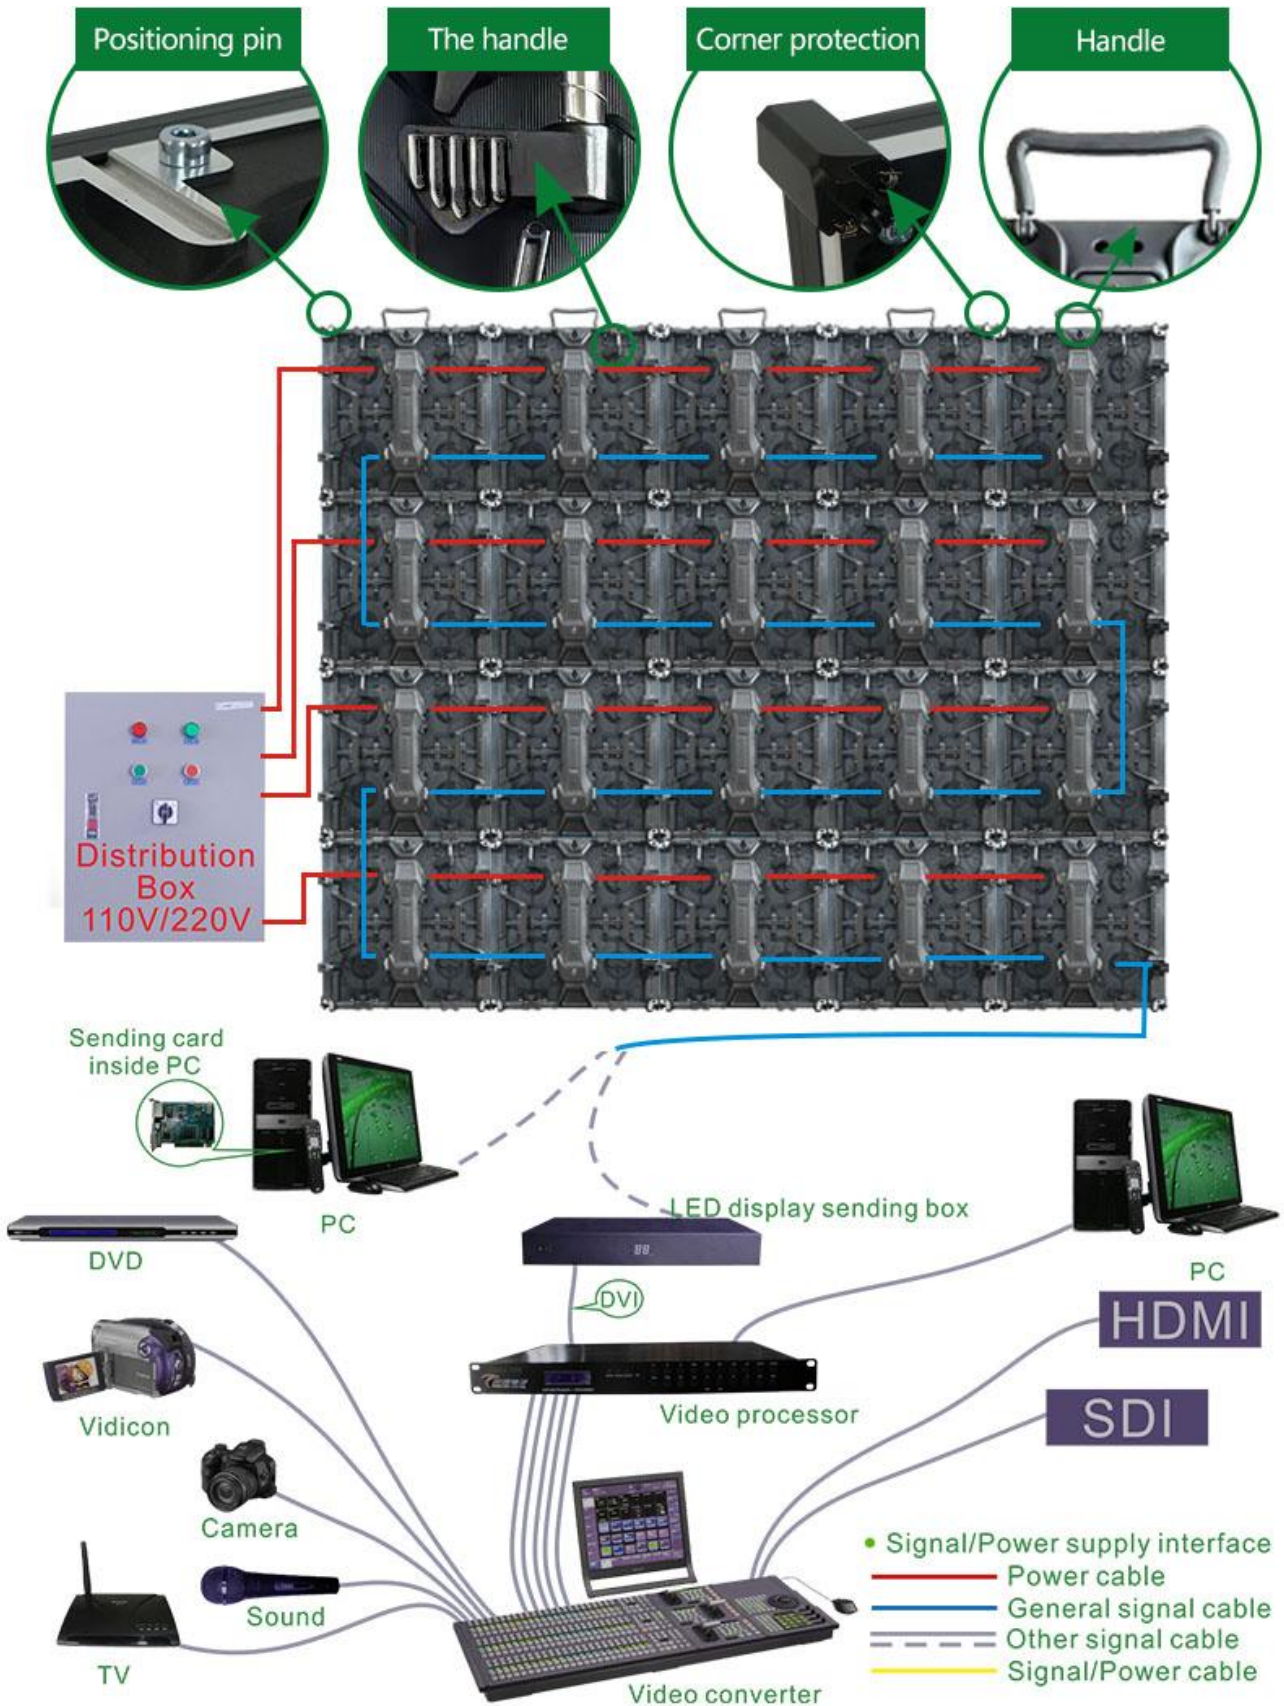 Positioning pin
The handle
Corner protection
Handle
Distribution
Box
110V/220V
Sending card
inside PC
PC
LED display sending box
DVD
DVI
PC
HDMI
Vidicon
Video processor
SDI
Camera
Sound
TV
Video converter
Signal/Power supply interface
Power cable
General signal cable
Other signal cable
Signal/Power cable